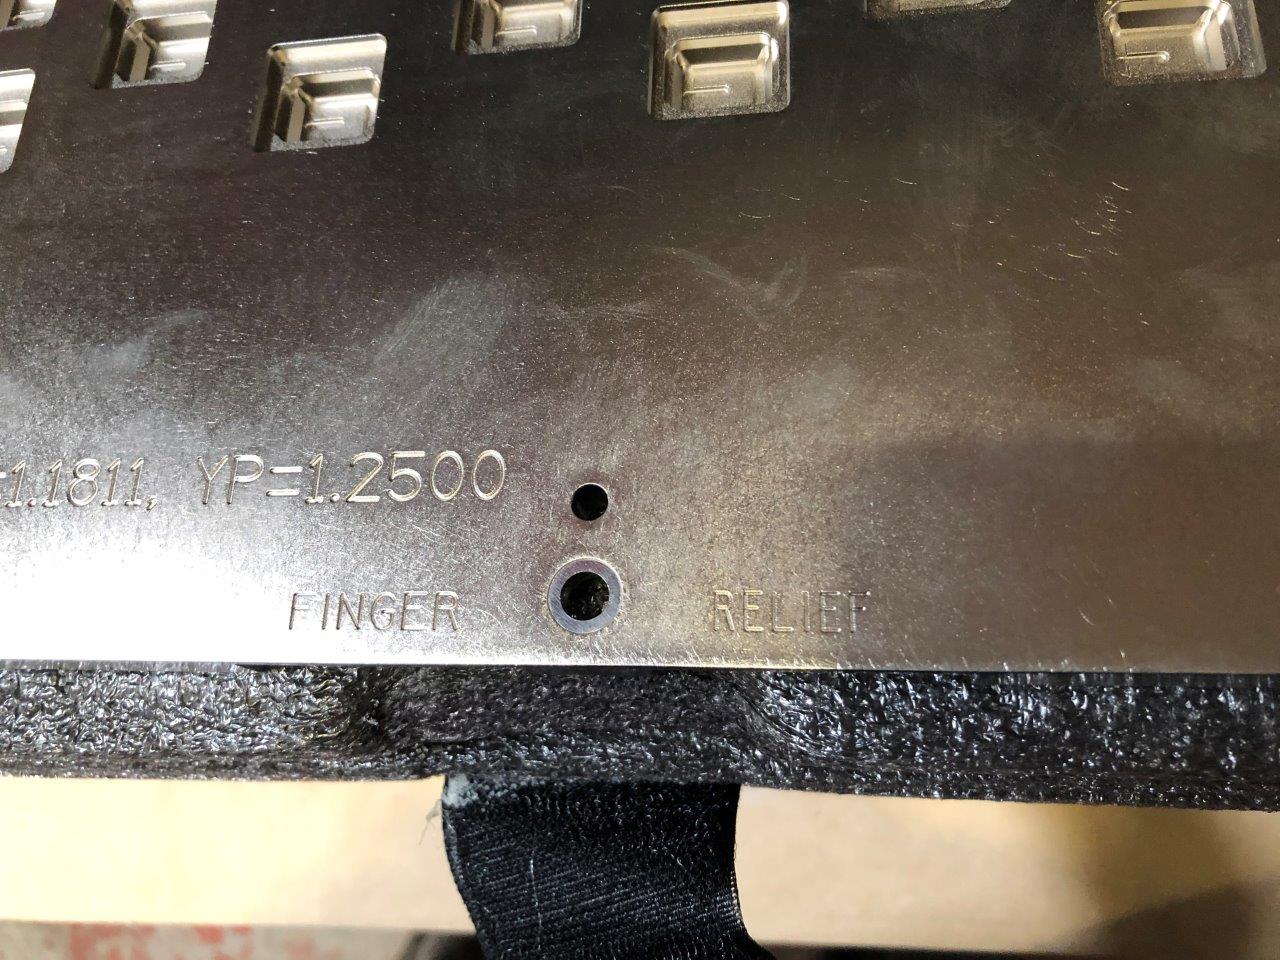 =1.1811, YP=1.2500
FINGER RELIEF